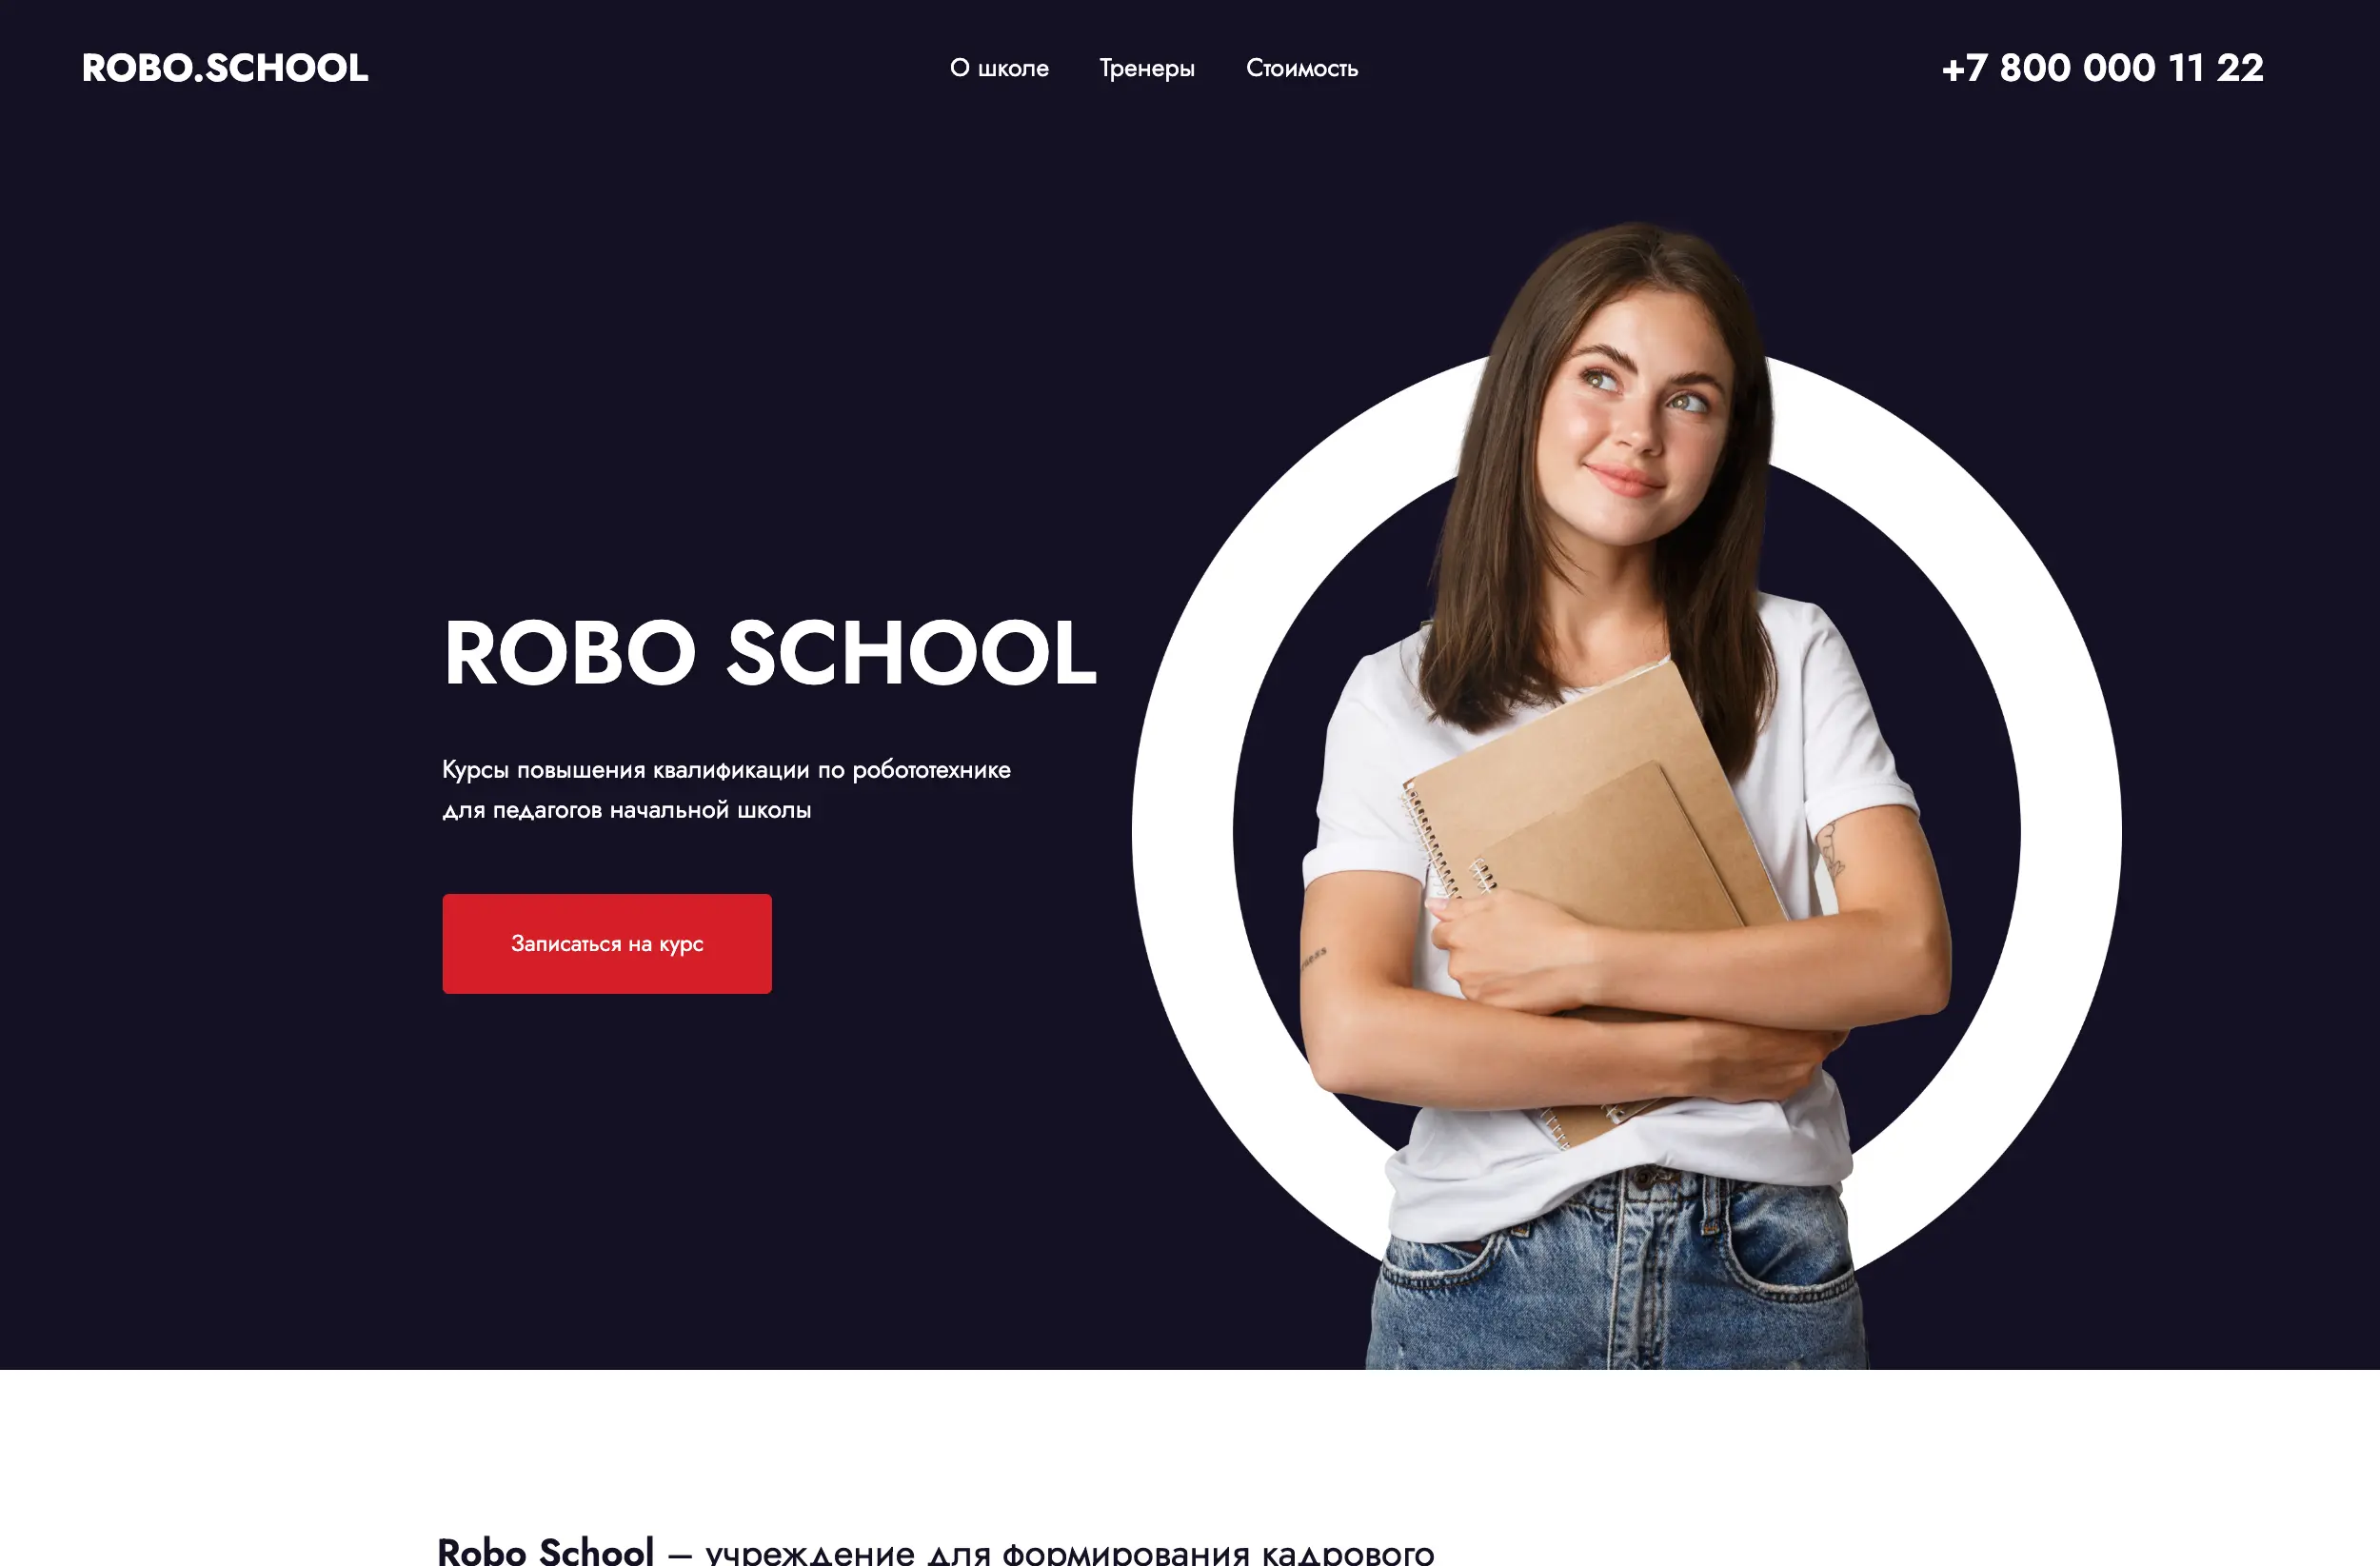 ROBO.SCHOOL
О школе Тренеры Стоимость
+7 800 000 11 22
ROBO SCHOOL
Курсы повышения квалификации по робототехнике
для педагогов начальной школы
Записаться на курс
Robo School – учреждение для формирования кадрового